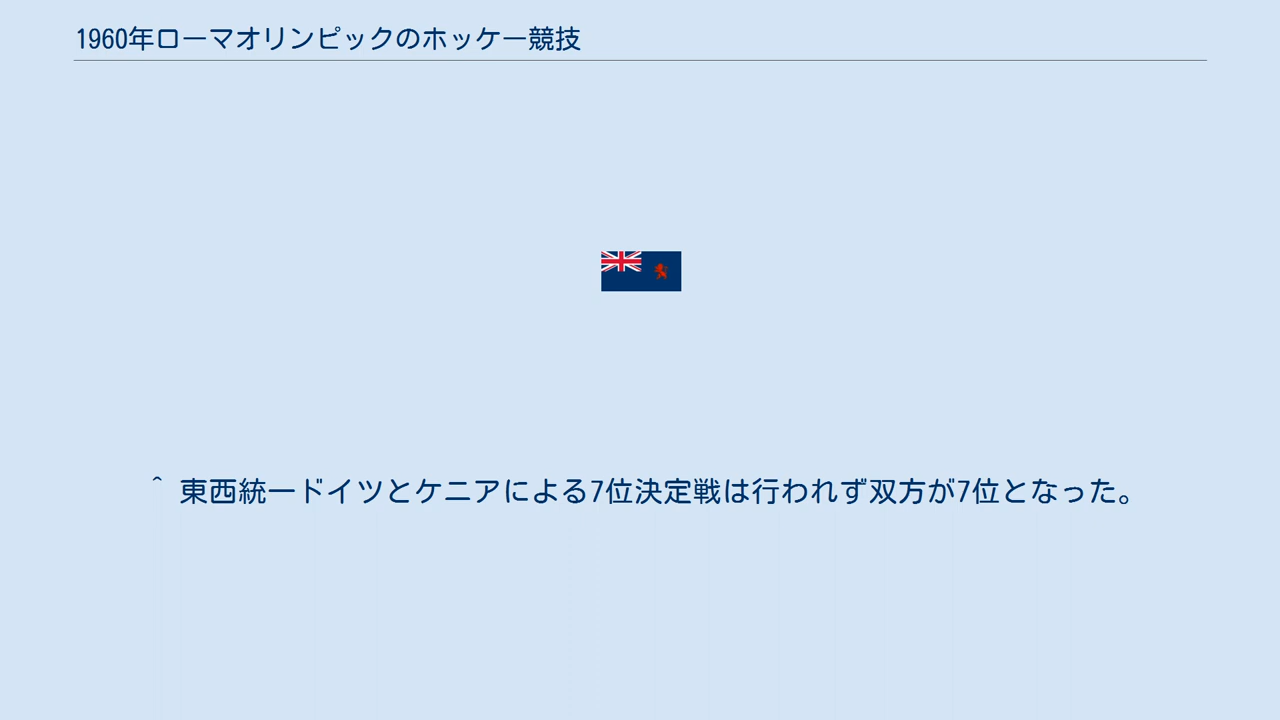 1960年ローマオリンピックのホッケー競技
^ 東西統一ドイツとケニアによる7位決定戦は行われず双方が7位となった。